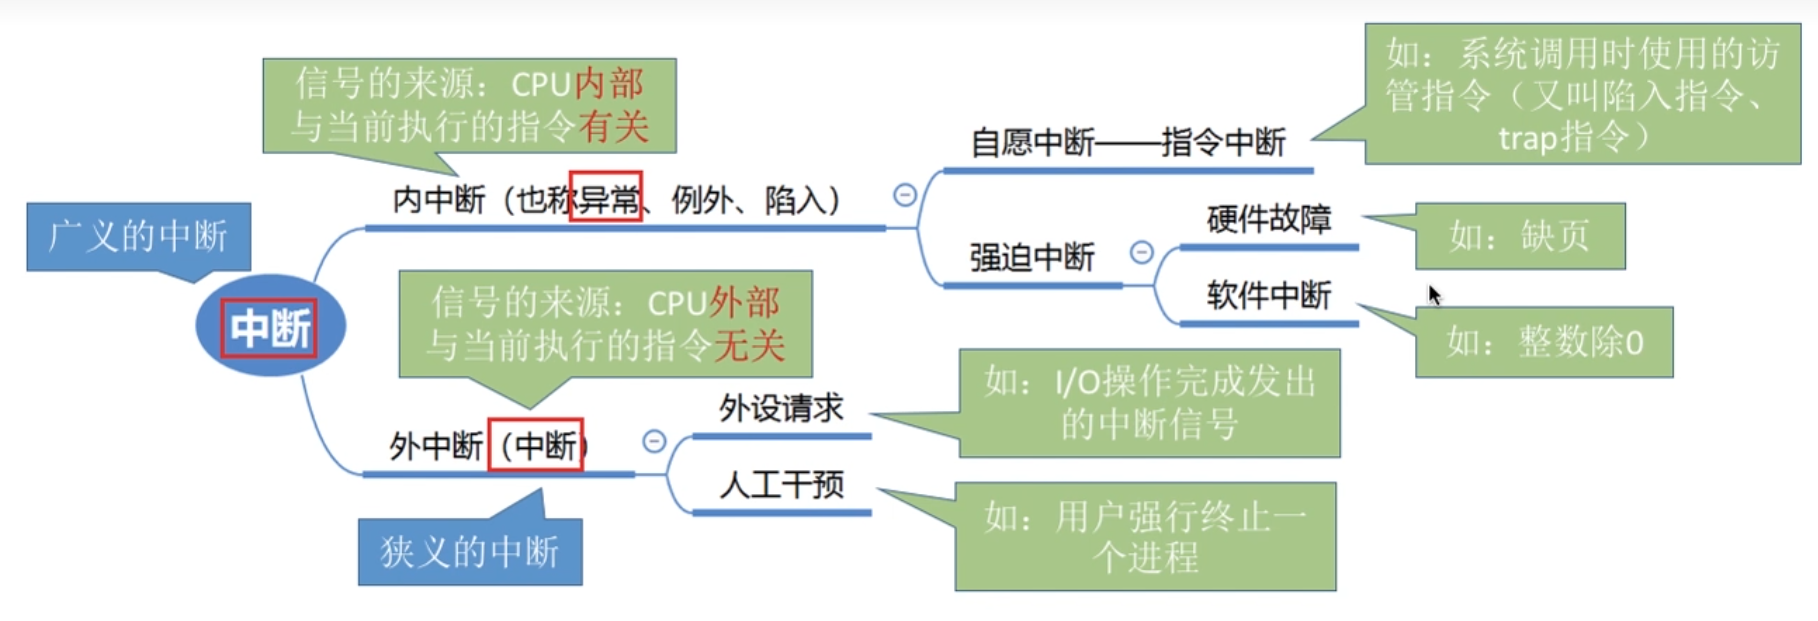 信号的来源：CPU内部
与当前执行的指令有关
如：系统调用时使用的访
管指令（又叫陷入指令、
trap指令）
自愿中断——指令中断
内中断（也称异常、例外、陷入）
硬件故障
如：缺页
强迫中断
软件中断
如：整数除0
广义的中断
中断
信号的来源：CPU外部
与当前执行的指令无关
外中断（中断）
外设请求
如：I/O操作完成发出
的中断信号
人工干预
如：用户强行终止一
个进程
狭义的中断